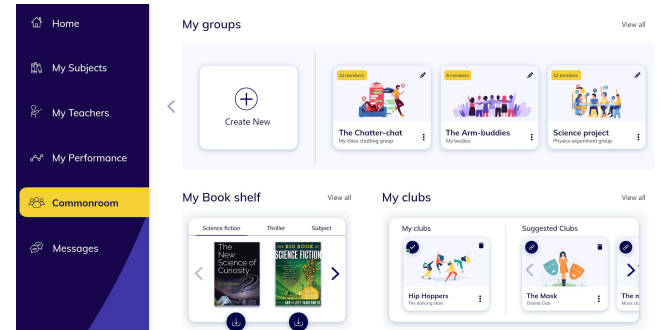 Home
My Subjects
My Teachers
My Performance
Commonroom
Messages
My groups
View all
Create New
12 members
The Chatter-chat
My class chatting group
6 members
The Arm-buddies
My besties
12 members
Science project
Physics experiment group
My Book shelf
View all
Science fiction
Thriller
Subject
The
New
Science of
Curiosity
THE BIG BOOK OF
SCIENCE FICTION
My clubs
View all
My clubs
Hip Hoppers
The dancing stars
Suggested Clubs
The Mask
Drama Club